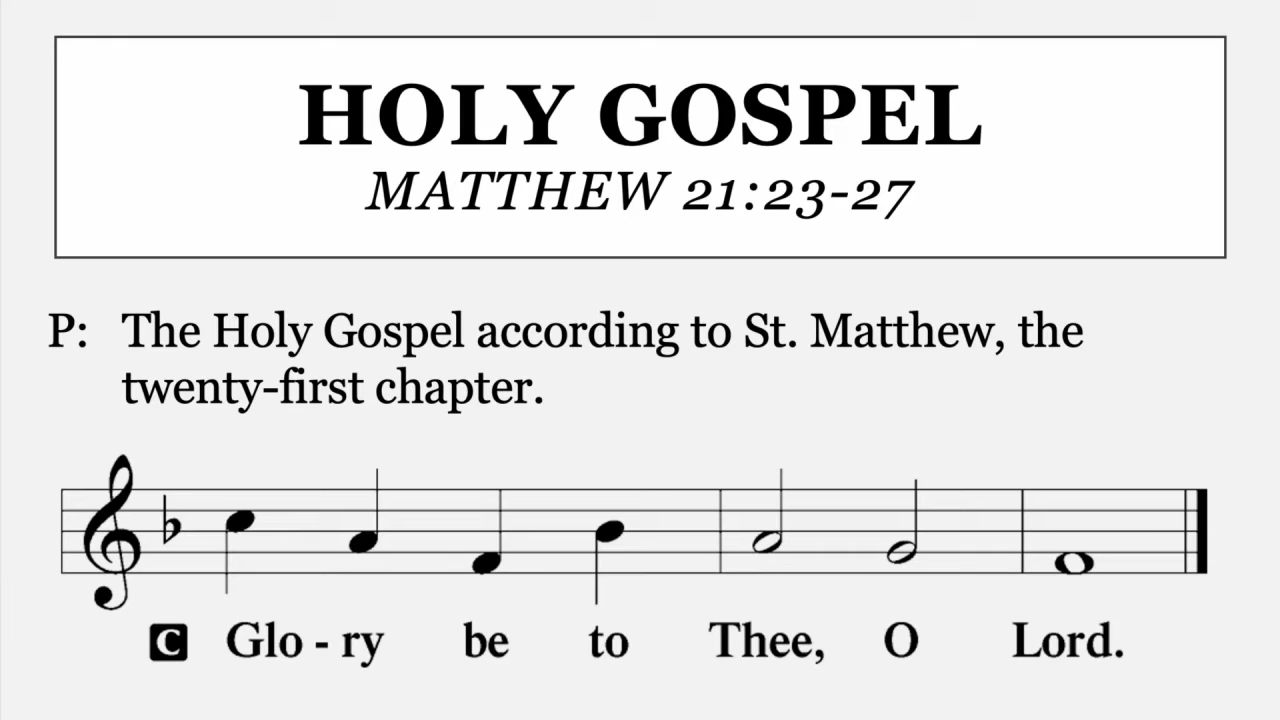 HOLY GOSPEL
MATTHEW 21:23-27
P: The Holy Gospel according to St. Matthew, the
twenty-first chapter.
C Glo - ry be to Thee, O Lord.